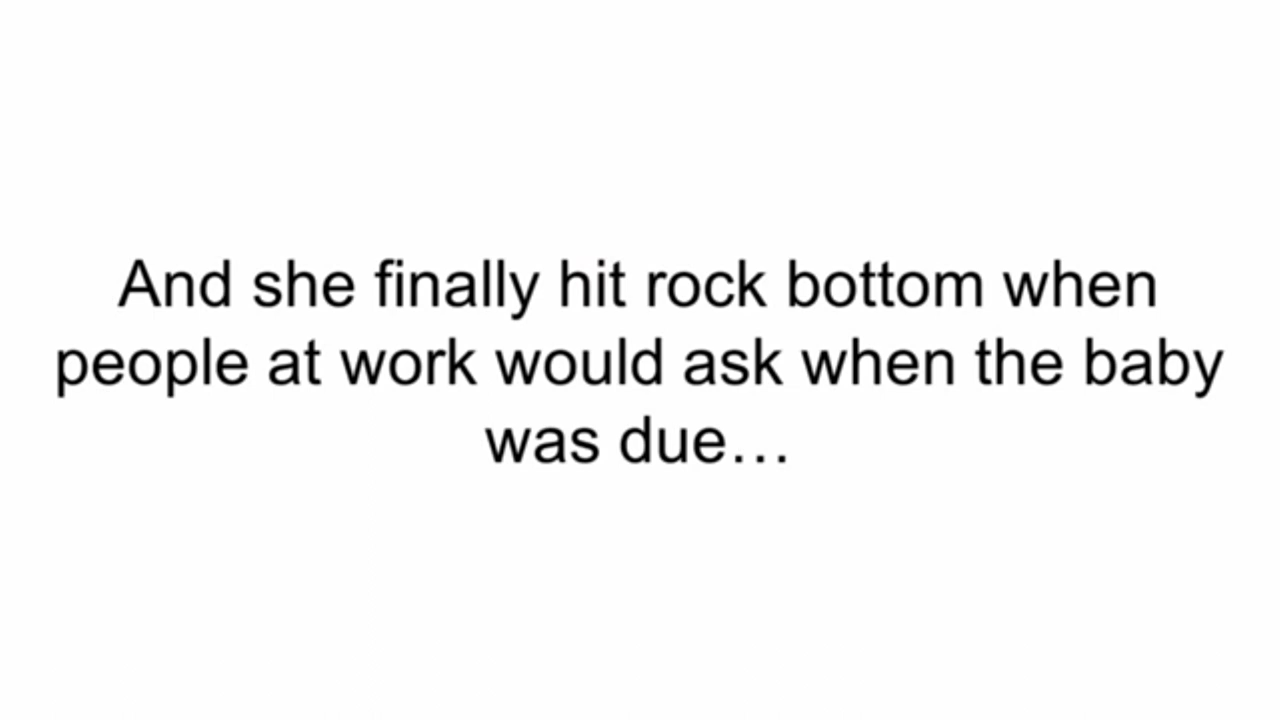 And she finally hit rock bottom when
people at work would ask when the baby
was due…